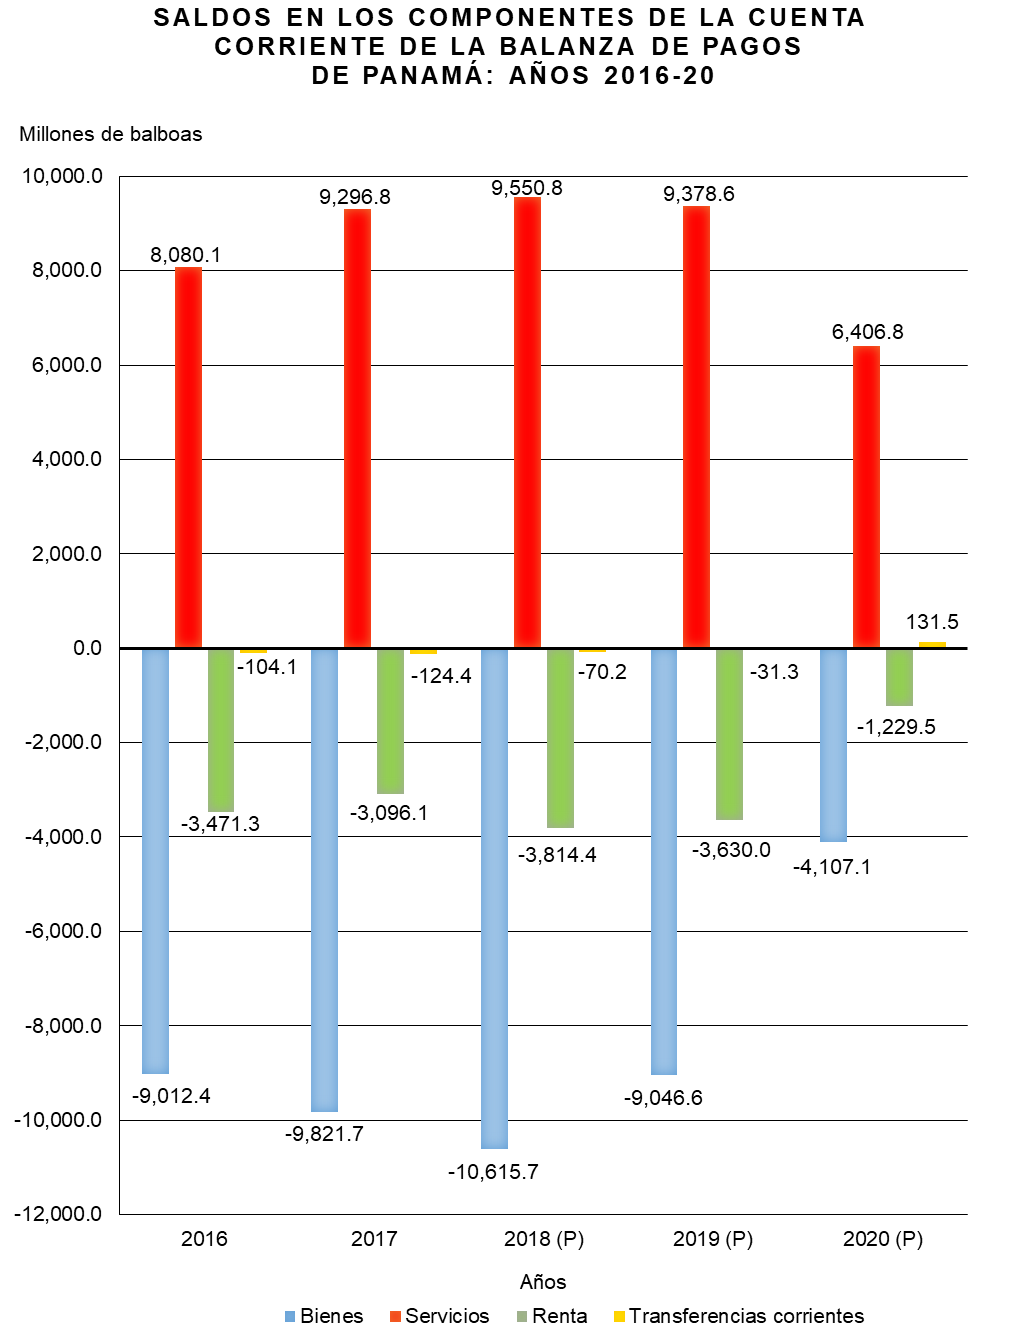 SALDOS EN LOS COMPONENTES DE LA CUENTA
CORRIENTE DE LA BALANZA DE PAGOS
DE PANAMÁ: AÑOS 2016-20
Millones de balboas
10,000.0
8,000.0
6,000.0
4,000.0
2,000.0
0.0
-2,000.0
-4,000.0
-6,000.0
-8,000.0
-10,000.0
-12,000.0
8,080.1
9,296.8
9,550.8
9,378.6
6,406.8
131.5
-104.1
-124.4
-70.2
-31.3
-1,229.5
-3,471.3
-3,096.1
-3,814.4
-3,630.0
-4,107.1
-9,012.4
-9,821.7
-10,615.7
-9,046.6
2016
2017
2018 (P)
2019 (P)
2020 (P)
Años
Bienes
Servicios
Renta
Transferencias corrientes